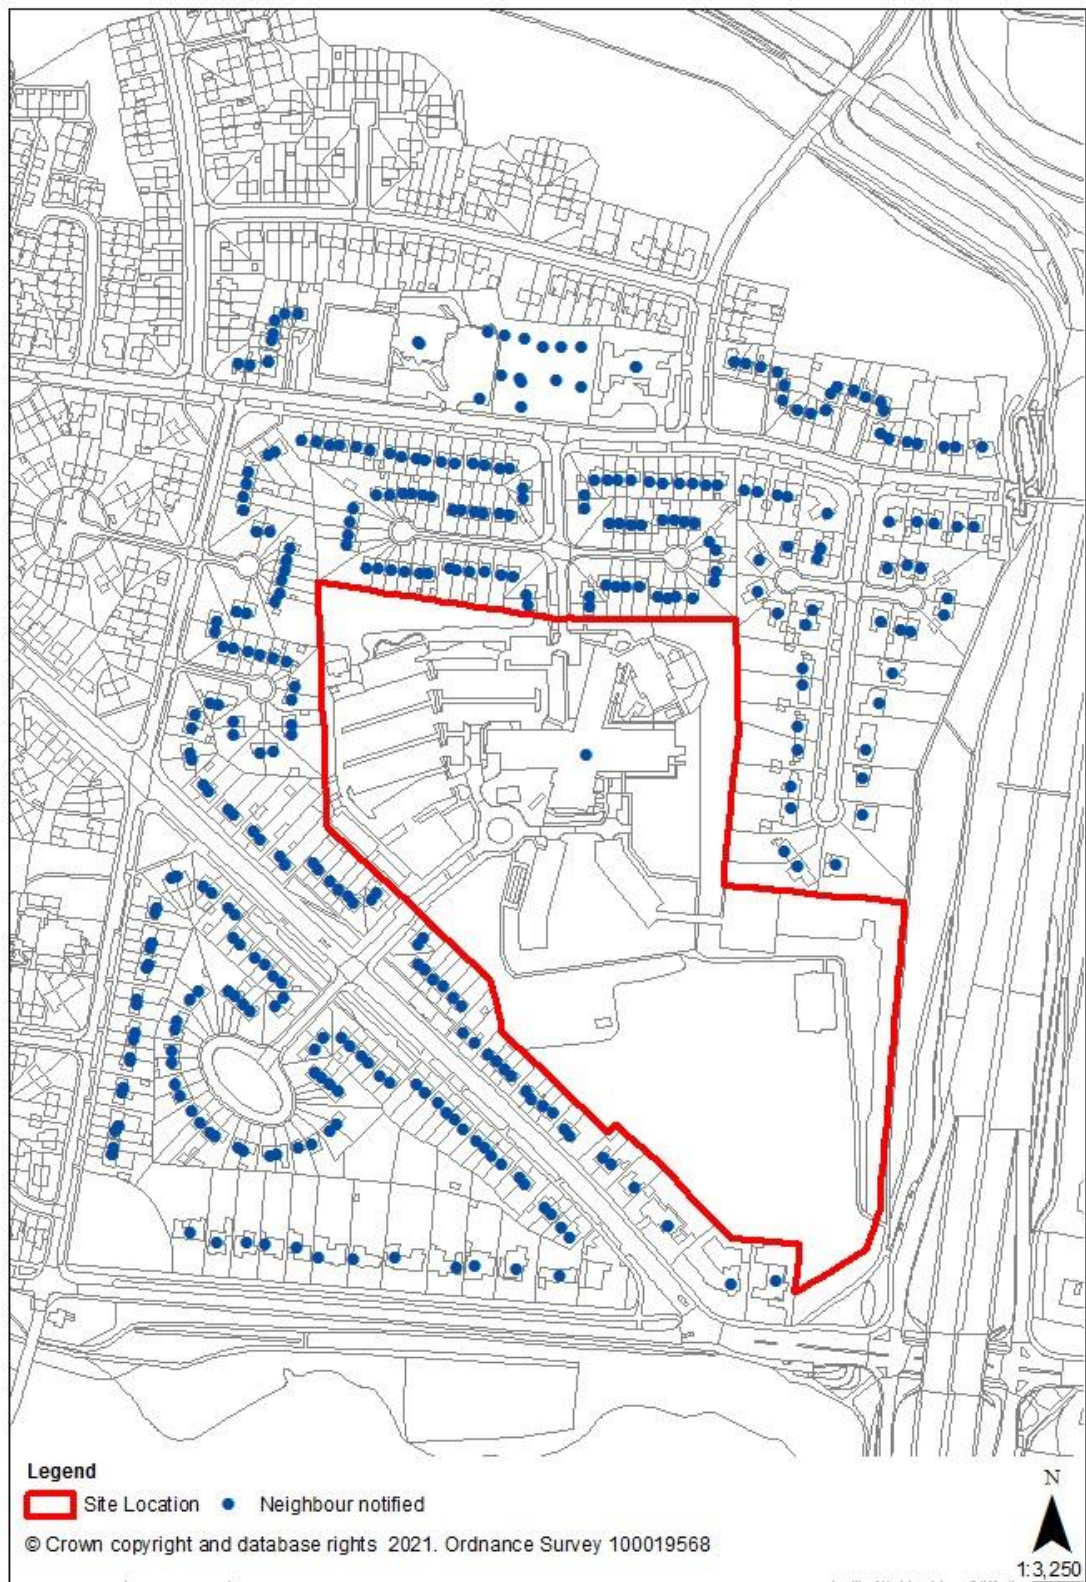 Legend
Site Location Neighbour notified
© Crown copyright and database rights 2021. Ordnance Survey 100019568
N
1:3,250